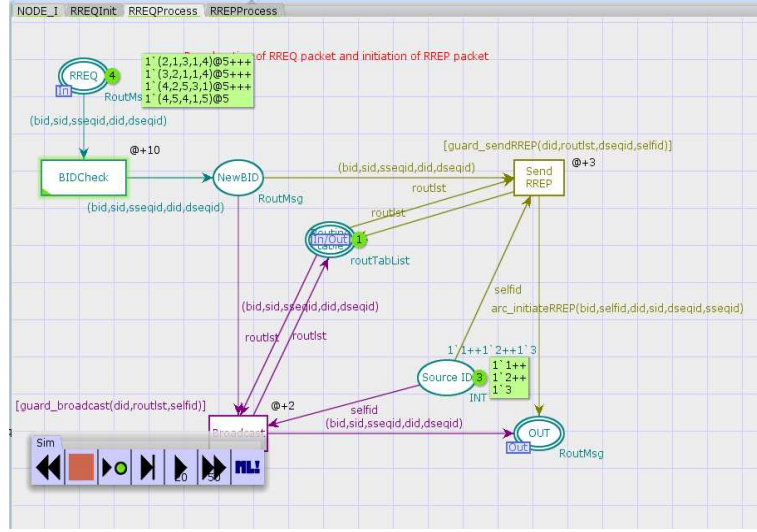 NODE_I RREQInit RREQProcess RREPProcess
of RREQ packet and initiation of RREP packet
RREQ
4
In
RoutMs
1`(2,1,3,1,4)@5+++
1`(3,2,1,1,4)@5+++
1`(4,2,5,3,1)@5+++
1`(4,5,4,1,5)@5
(bid,sid,sseqid,did,dseqid)
@+10
BIDCheck
(bid,sid,sseqid,did,dseqid)
NewBID
RoutMsg
(bid,sid,sseqid,did,dseqid)
[guard_sendRREP(did,routlst,dseqid,selfid)]
@+3
Send
RREP
routlst
routlst
In/Out
1
table
routTabList
selfid
arc_initiateRREP(bid,selfid,did,sid,dseqid,sseqid)
(bid,sid,sseqid,did,dseqid)
routlst
routlst
1`1++1`2++1`3
Source ID
3
INT
1`1++
1`2++
1`3
[guard_broadcast(did,routlst,selfid)]
@+2
selfid
(bid,sid,sseqid,did,dseqid)
Broadcast
OUT
Out
RoutMsg
Sim
20
50
ML!